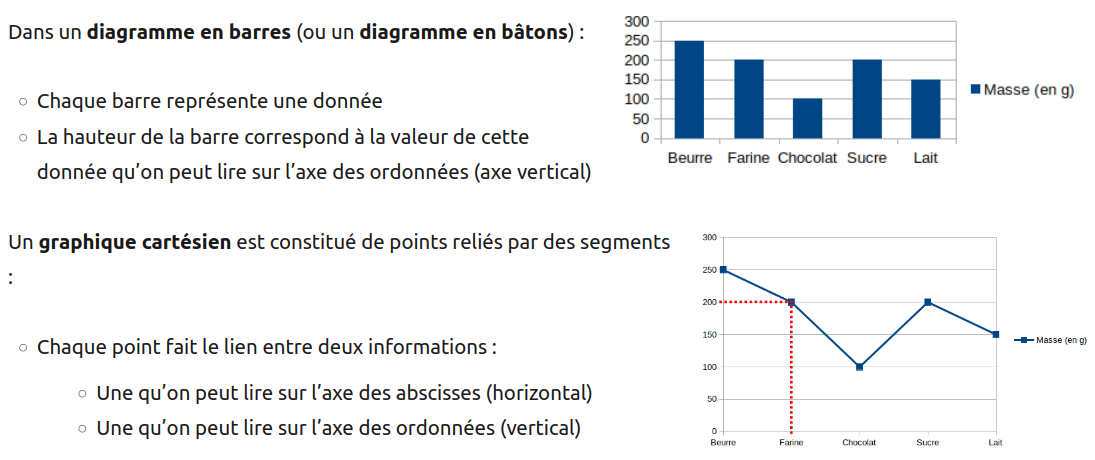 Dans un diagramme en barres (ou un diagramme en bâtons) :
◦ Chaque barre représente une donnée
◦ La hauteur de la barre correspond à la valeur de cette
donnée qu’on peut lire sur l’axe des ordonnées (axe vertical)
300
250
200
150
100
50
0
Beurre Farine Chocolat Sucre Lait
Masse (en g)
Un graphique cartésien est constitué de points reliés par des segments
:
◦ Chaque point fait le lien entre deux informations :
◦ Une qu’on peut lire sur l’axe des abscisses (horizontal)
◦ Une qu’on peut lire sur l’axe des ordonnées (vertical)
300
250
200
150
100
50
0
Beurre Farine Chocolat Sucre Lait
Masse (en g)